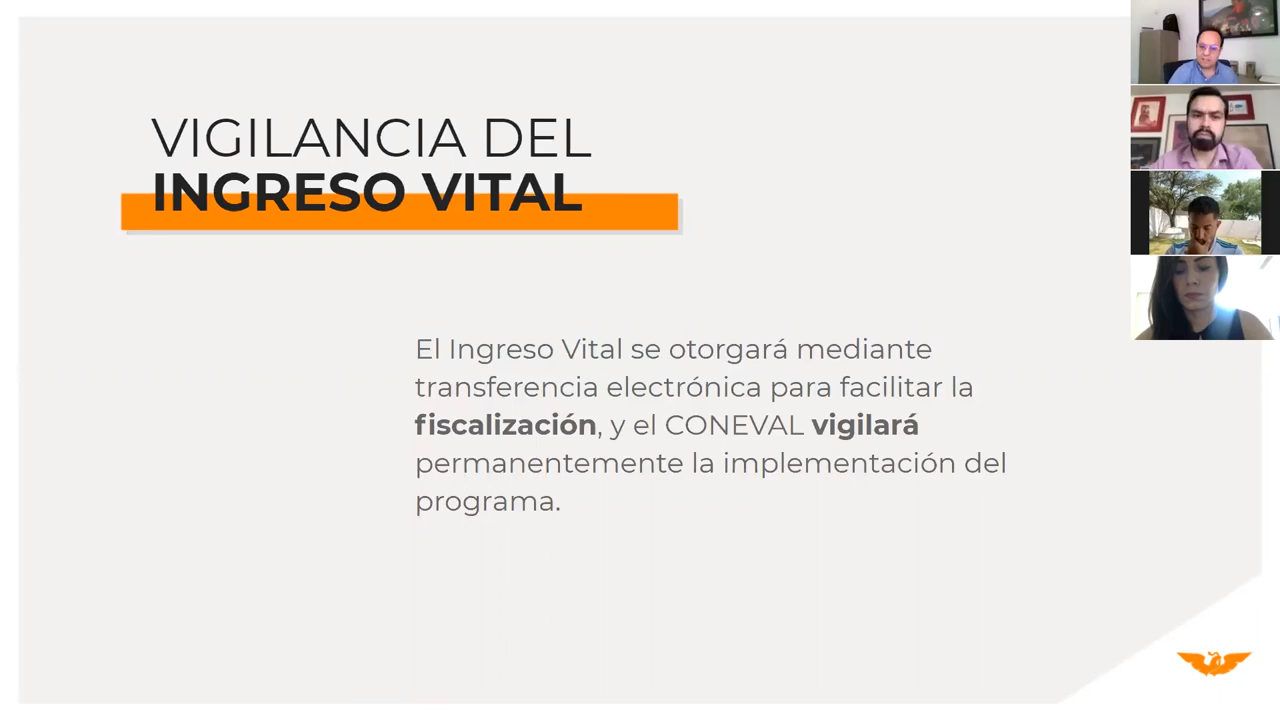 VIGILANCIA DEL
INGRESO VITAL
El Ingreso Vital se otorgará mediante
transferencia electrónica para facilitar la
fiscalización, y el CONEVAL vigilará
permanentemente la implementación del
programa.